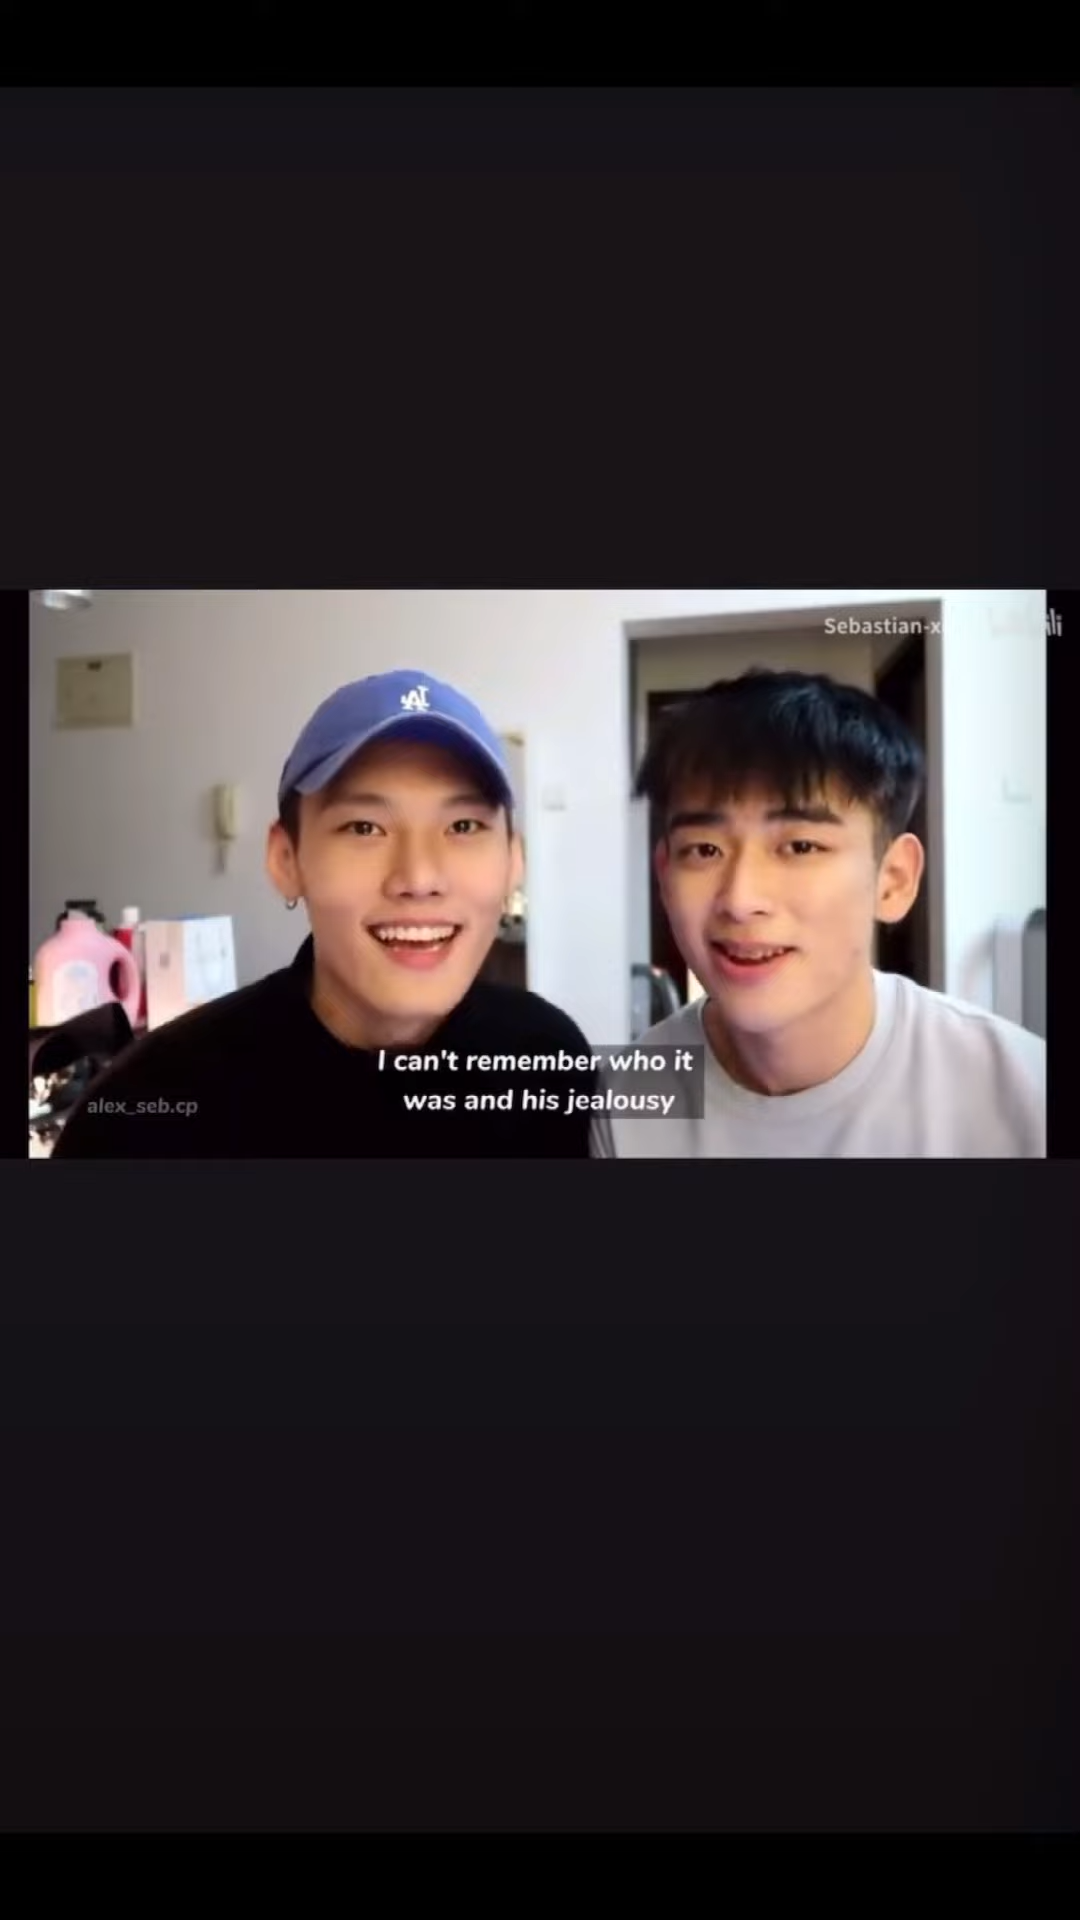 Sebastian-x
I can't remember who it
was and his jealousy
alex_seb.cp